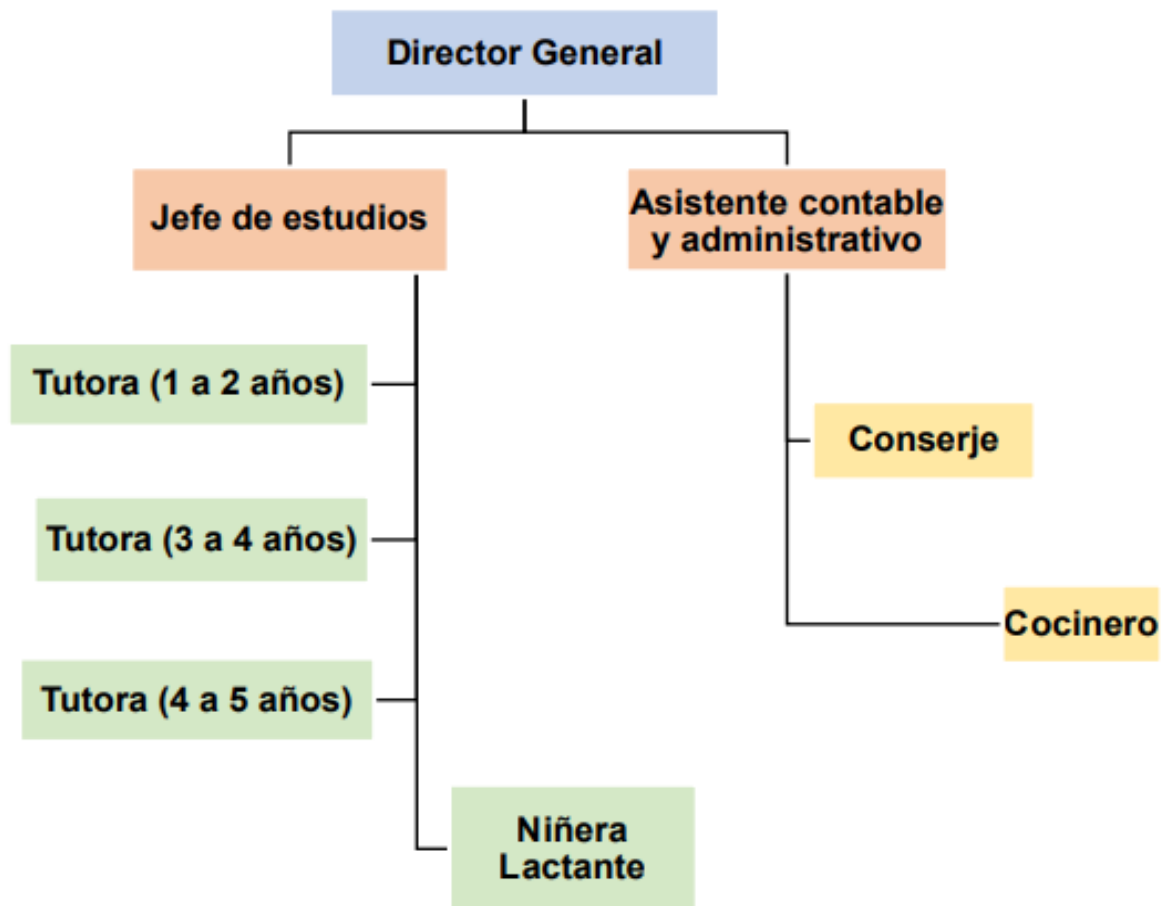 Director General
Jefe de estudios
Asistente contable
y administrativo
Tutora (1 a 2 años)
Conserje
Tutora (3 a 4 años)
Cocinero
Tutora (4 a 5 años)
Niñera
Lactante